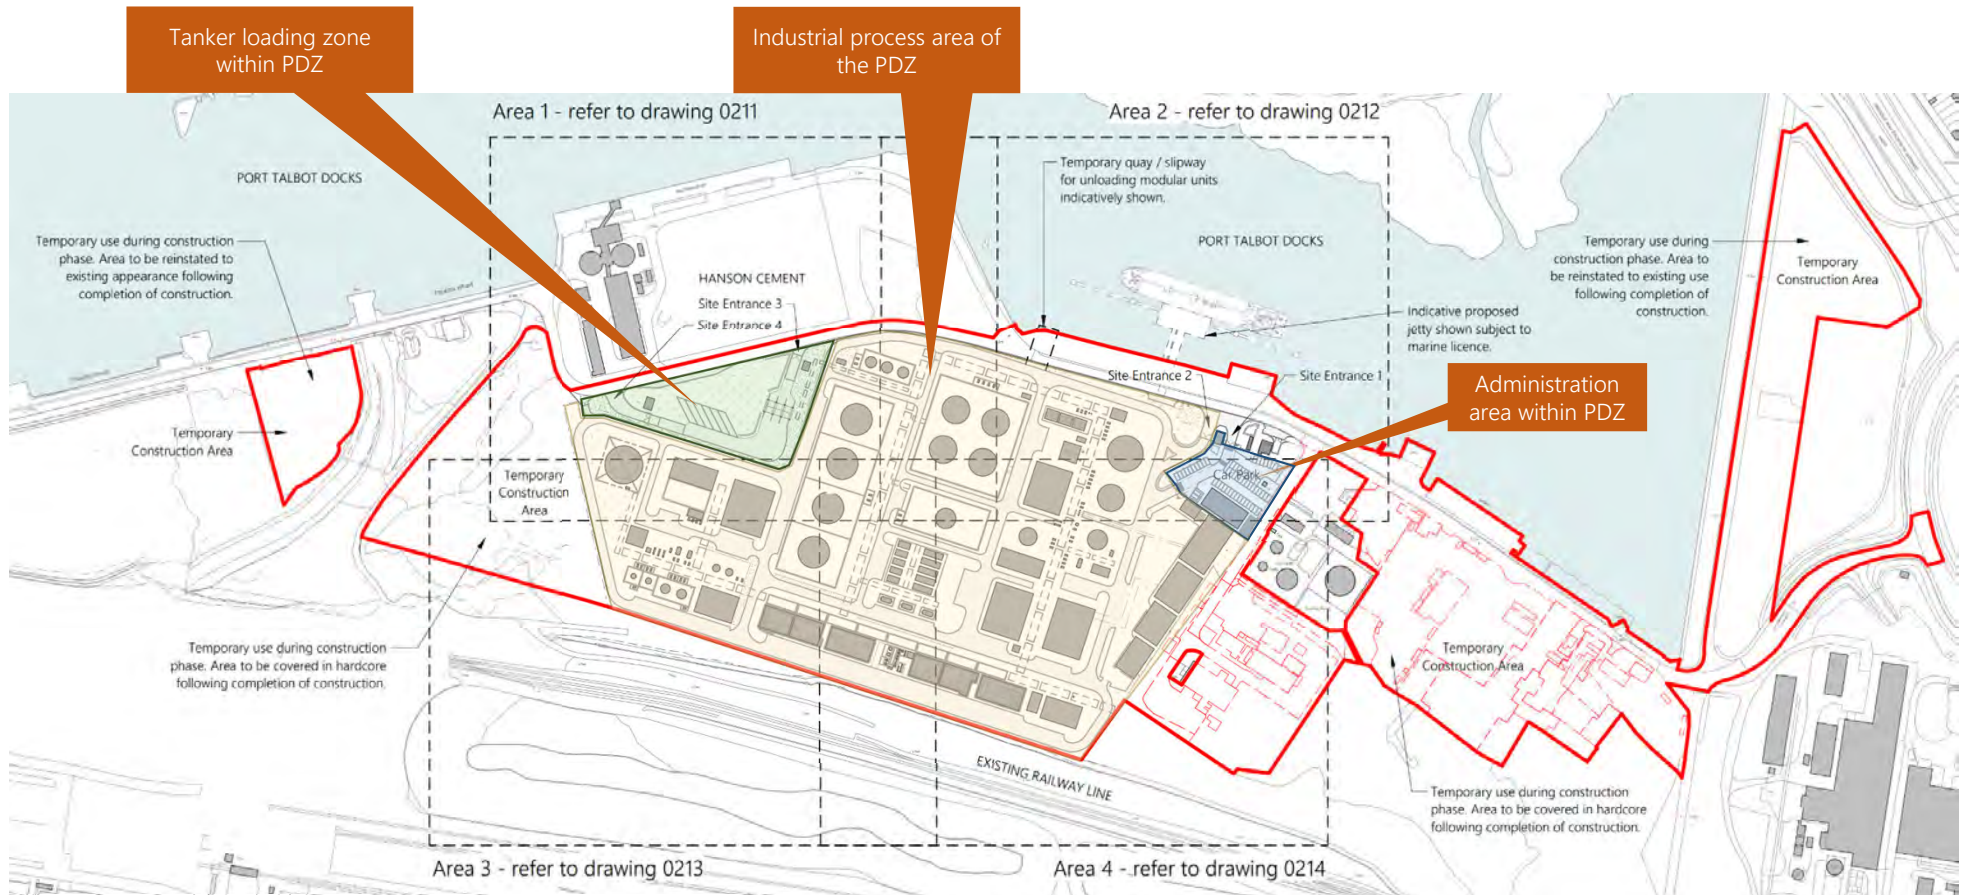 Tanker loading zone
within PDZ
Industrial process area of
the PDZ
Area 1 - refer to drawing 0211
Area 2 - refer to drawing 0212
PORT TALBOT DOCKS
Temporary quay / slipway
for unloading modular units
indicatively shown.
Temporary use during construction
phase. Area to be reinstated to
existing appearance following
completion of construction.
HANSON CEMENT
Site Entrance 3
Site Entrance 4
PORT TALBOT DOCKS
Temporary use during
construction phase. Area to
be reinstated to existing use
following completion of
construction.
Temporary
Construction Area
Indicative proposed
jetty shown subject to
marine licence.
Site Entrance 2
Site Entrance 1
Administration
area within PDZ
Temporary
Construction Area
Temporary
Construction
Area
Car Park
Temporary use during construction
phase. Area to be covered in hardcore
following completion of construction.
Temporary
Construction Area
EXISTING RAILWAY LINE
Temporary use during construction
phase. Area to be covered in hardcore
following completion of construction.
Area 3 - refer to drawing 0213
Area 4 - refer to drawing 0214